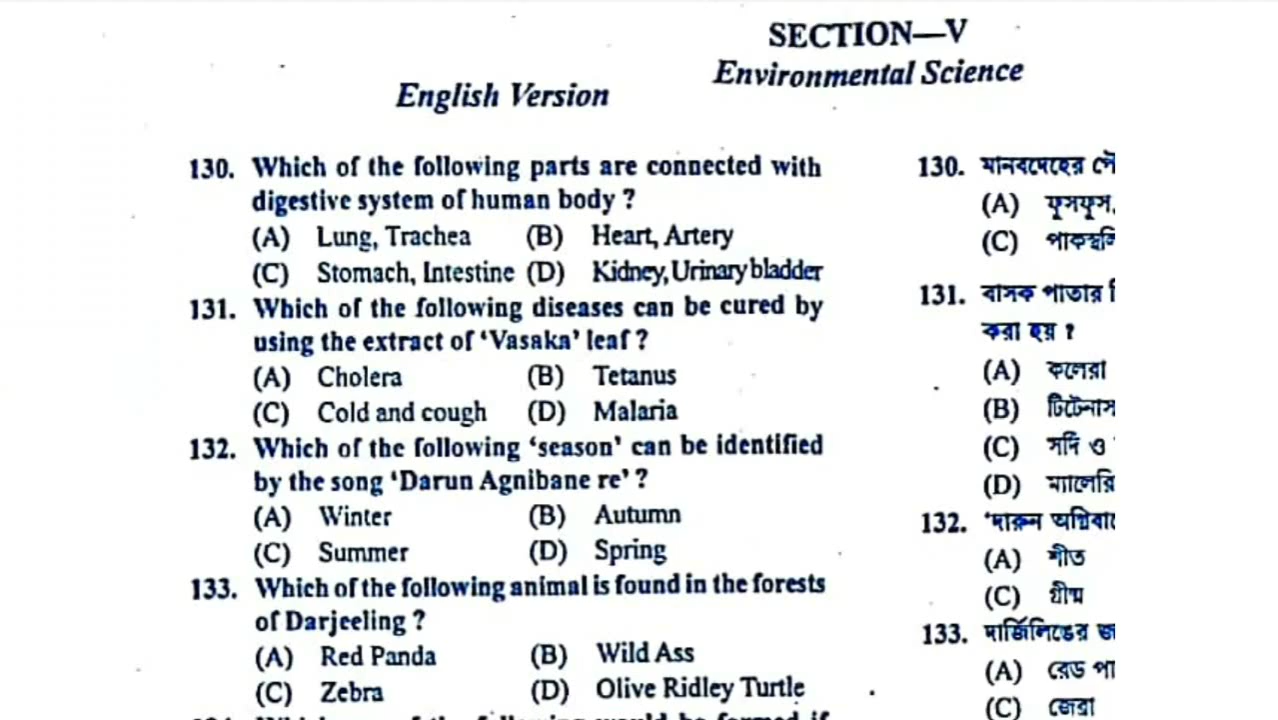 SECTION—V
Environmental Science
English Version
130. Which of the following parts are connected with
digestive system of human body ?
(A) Lung, Trachea (B) Heart, Artery
(C) Stomach, Intestine (D) Kidney, Urinary bladder
131. Which of the following diseases can be cured by
using the extract of ‘Vasaka’ leaf ?
(A) Cholera (B) Tetanus
(C) Cold and cough (D) Malaria
132. Which of the following ‘season’ can be identified
by the song ‘Darun Agnibane re’ ?
(A) Winter (B) Autumn
(C) Summer (D) Spring
133. Which of the following animal is found in the forests
of Darjeeling ?
(A) Red Panda (B) Wild Ass
(C) Zebra (D) Olive Ridley Turtle
130. মানবদেহের
(A) ফুসফুস,
(C)
131. বাসক পাতার
করা হয় ?
(A) কলেরা
(B)
(C) সর্দি ও
(D)
132. ‘দারুন
(A) শীত
(C) গ্রীষ্ম
133. দার্জিলিঙের
(A) রেড
(C) জেব্রা